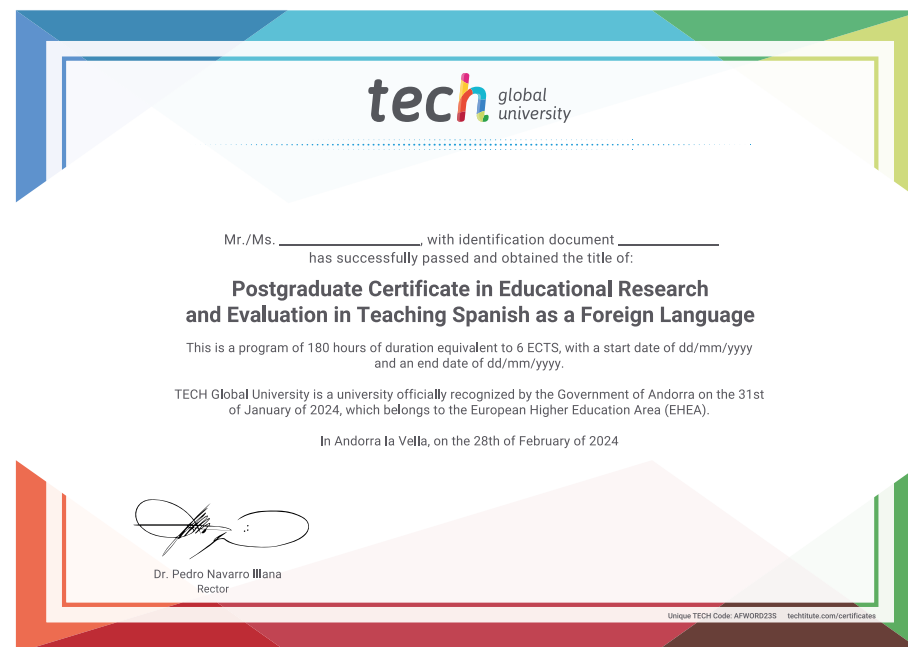 tech global university
Mr./Ms. ____________________, with identification document ______________
has successfully passed and obtained the title of:
Postgraduate Certificate in Educational Research
and Evaluation in Teaching Spanish as a Foreign Language
This is a program of 180 hours of duration equivalent to 6 ECTS, with a start date of dd/mm/yyyy
and an end date of dd/mm/yyyy.
TECH Global University is a university officially recognized by the Government of Andorra on the 31st
of January of 2024, which belongs to the European Higher Education Area (EHEA).
In Andorra la Vella, on the 28th of February of 2024
Dr. Pedro Navarro Illana
Rector
Unique TECH Code: AFWORD23S techtitute.com/certificates